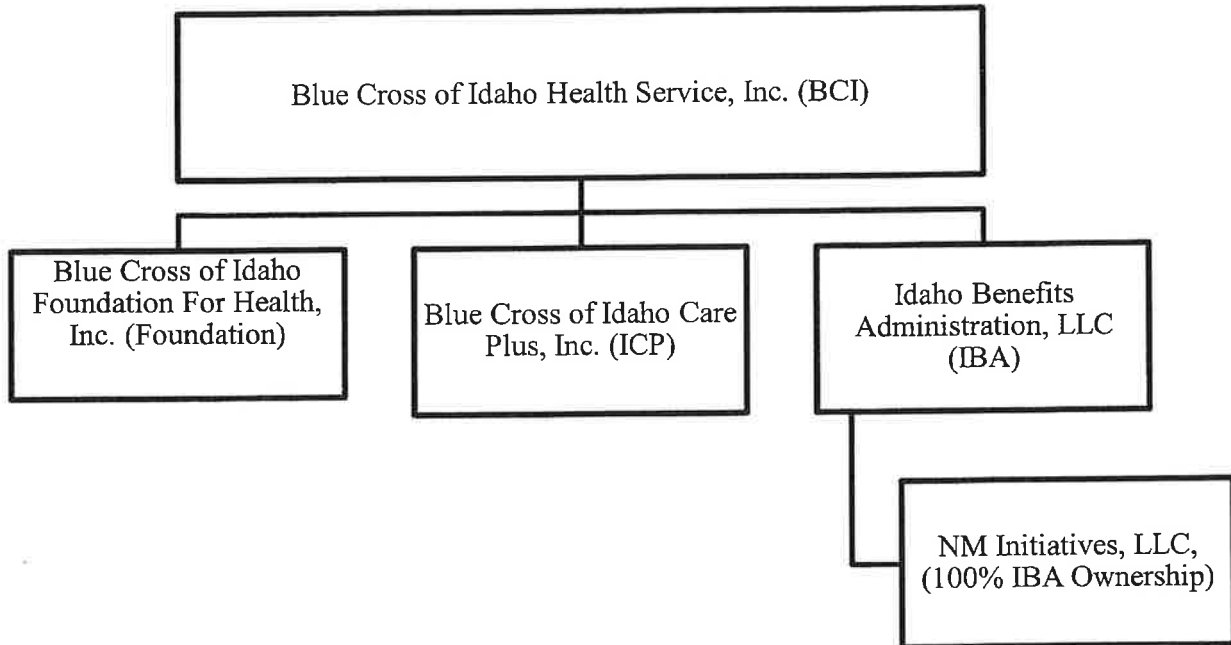 Blue Cross of Idaho Health Service, Inc. (BCI)
Blue Cross of Idaho
Foundation For Health,
Inc. (Foundation)
Blue Cross of Idaho Care
Plus, Inc. (ICP)
Idaho Benefits
Administration, LLC
(IBA)
NM Initiatives, LLC,
(100% IBA Ownership)